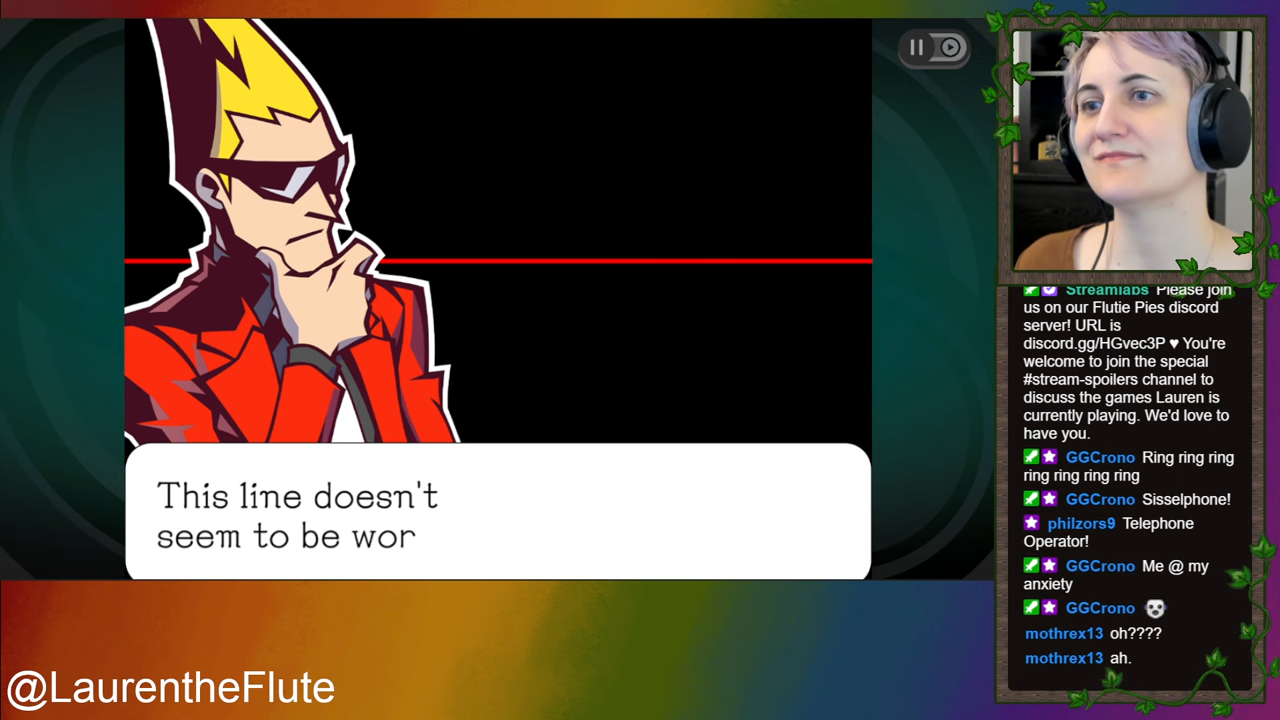 This line doesn't
seem to be wor
Streamlabs Please join
us on our Flutie Pies discord
server! URL is
discord.gg/HGvec3P ♥ You're
welcome to join the special
#stream-spoilers channel to
discuss the games Lauren is
currently playing. We'd love to
have you.
GGCrono Ring ring ring
ring ring ring ring
GGCrono Sisselphone!
philzors9 Telephone
Operator!
GGCrono Me @ my
anxiety
GGCrono
mothrex13 oh????
mothrex13 ah.
@LaurentheFlute